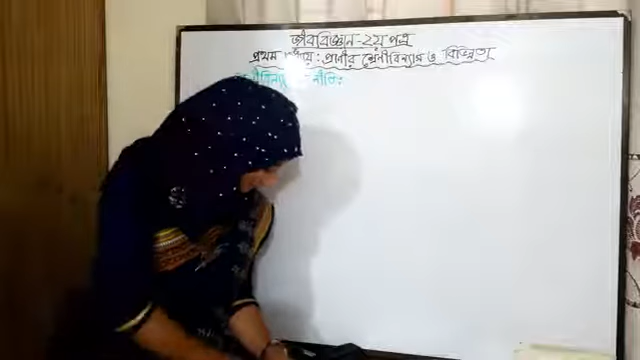 জীববিজ্ঞান-২য় পত্র
প্রথম অধ্যায়: প্রাণীর শ্রেণীবিন্যাস ও বিভিন্নতা
নীতি: